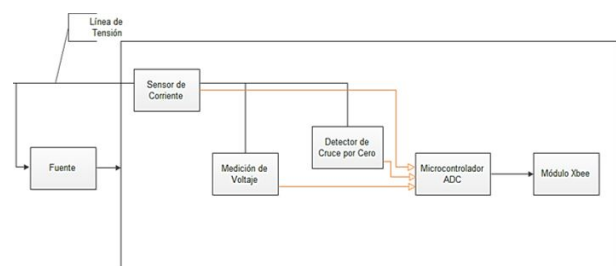 Línea de
Tensión
Sensor de
Corriente
Detector de
Cruce por Cero
Fuente
Medición de
Voltaje
Microcontrolador
ADC
Módulo Xbee